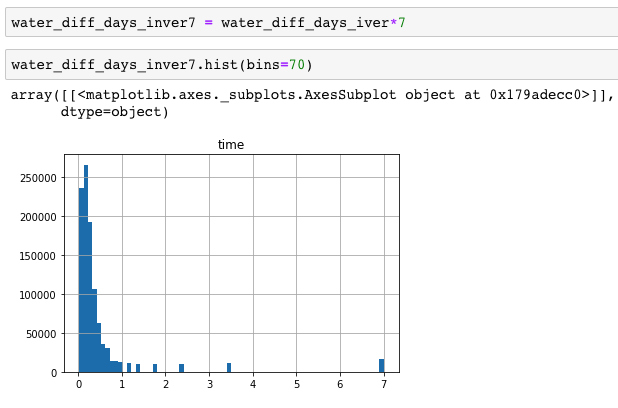 water_diff_days_inver7 = water_diff_days_iver*7
water_diff_days_inver7.hist(bins=70)
array([[<matplotlib.axes._subplots.AxesSubplot object at 0x179adecc0>]],
dtype=object)
time
250000
200000
150000
100000
50000
0
0 1 2 3 4 5 6 7